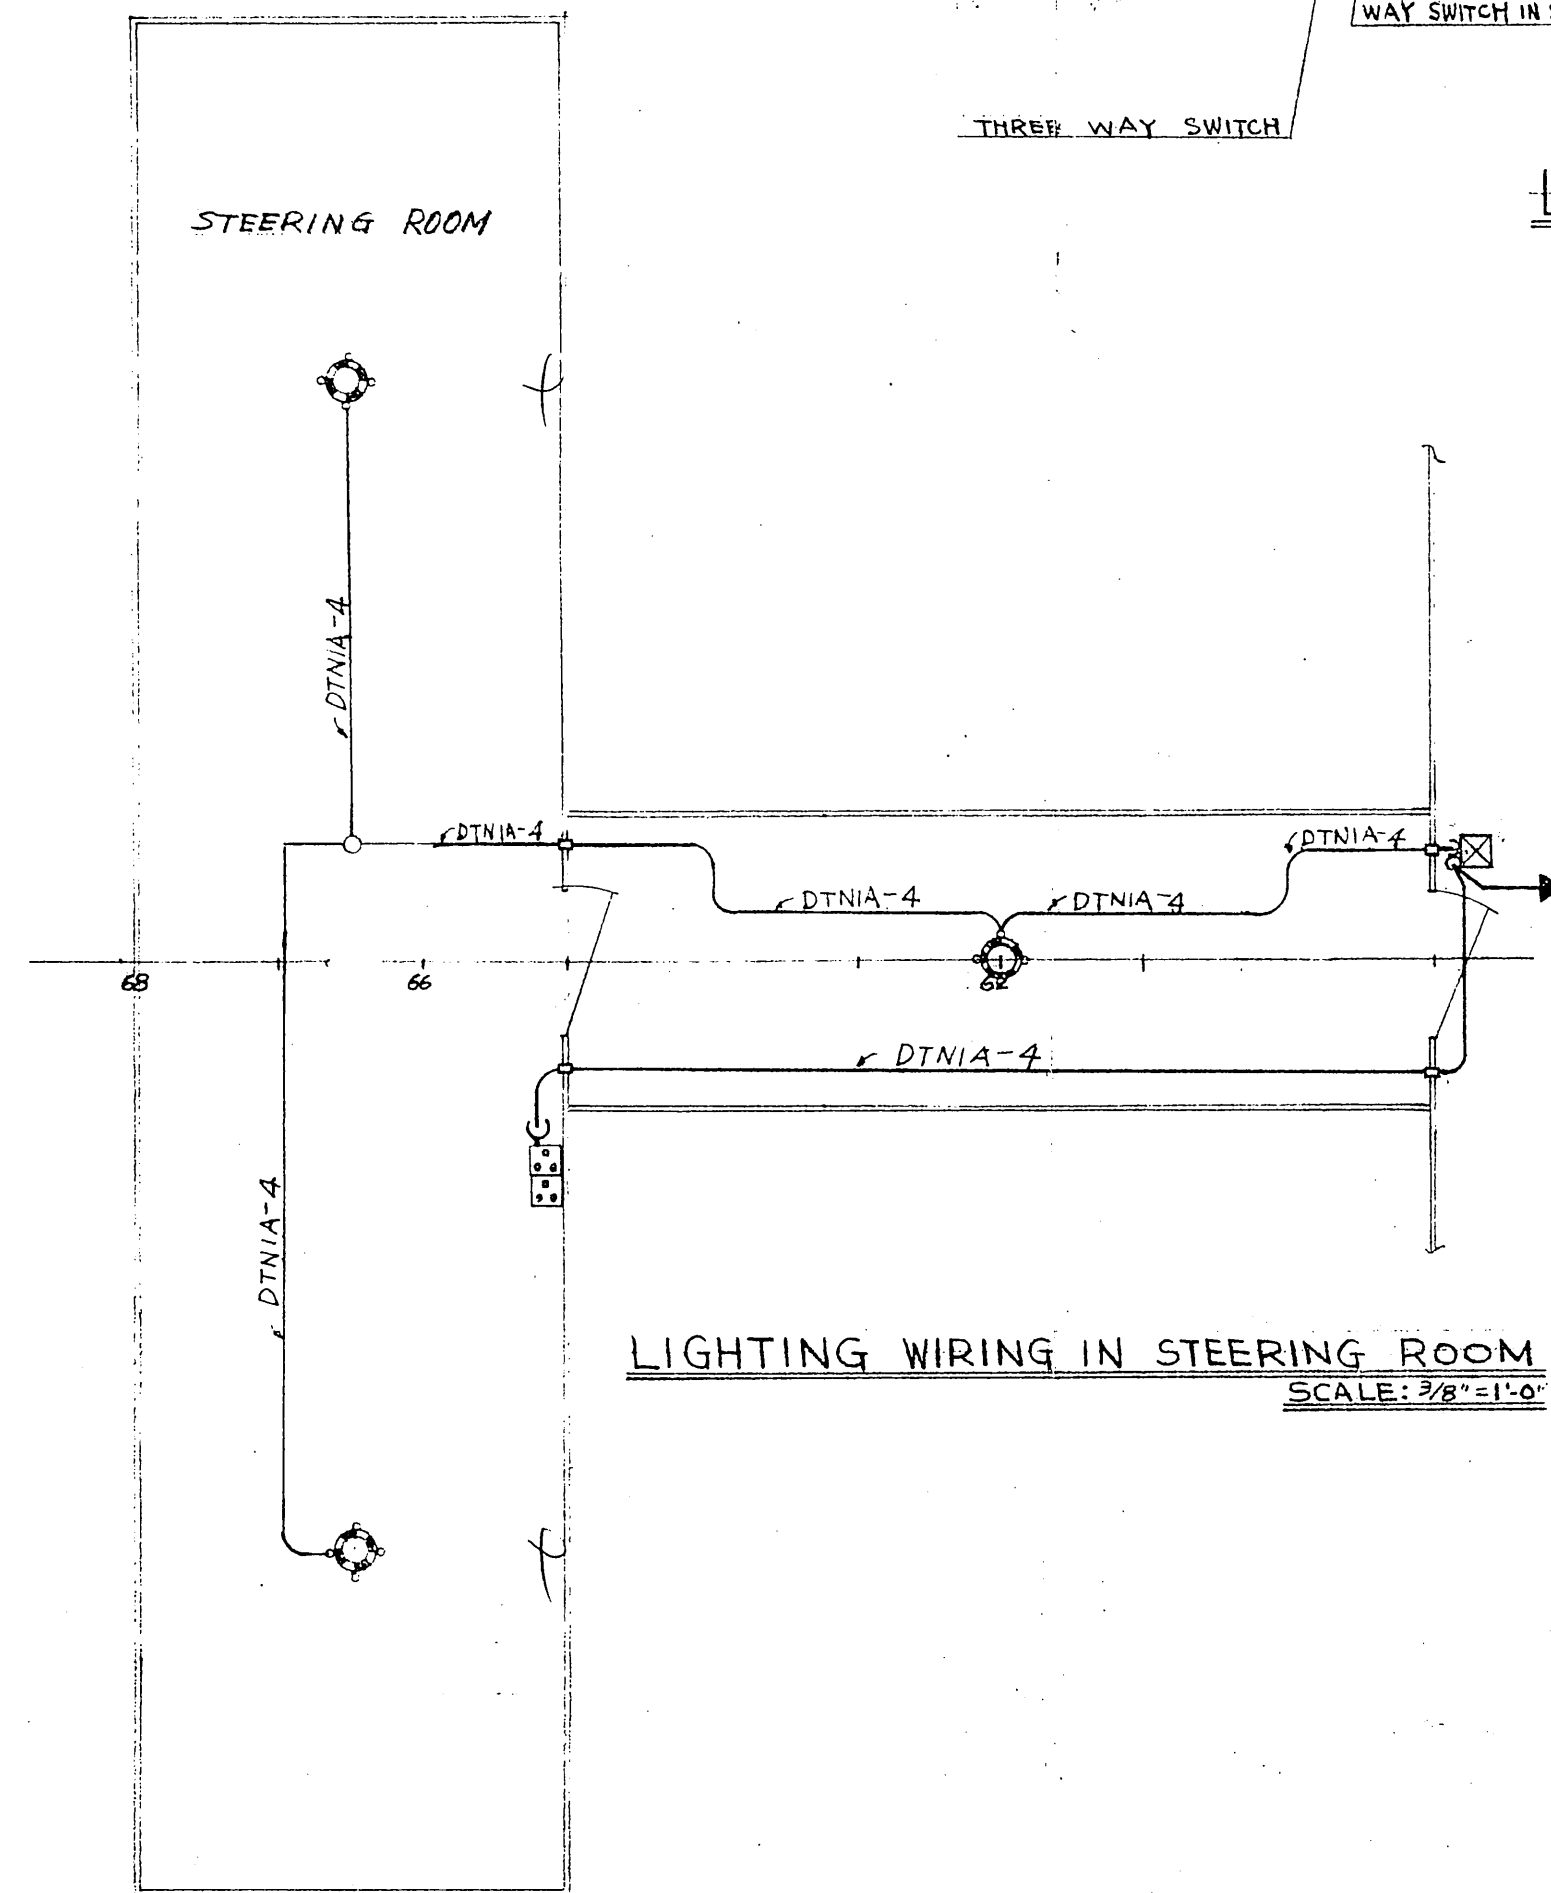 WAY SWITCH IN
THREE WAY SWITCH
STEERING ROOM
DTNIA-4
DTNIA-4
DTNIA-4
DTNIA-4
DTNIA-4
68
66
62
DTNIA-4
DTNIA-4
LIGHTING WIRING IN STEERING ROOM
SCALE: 3/8"=1'-0"